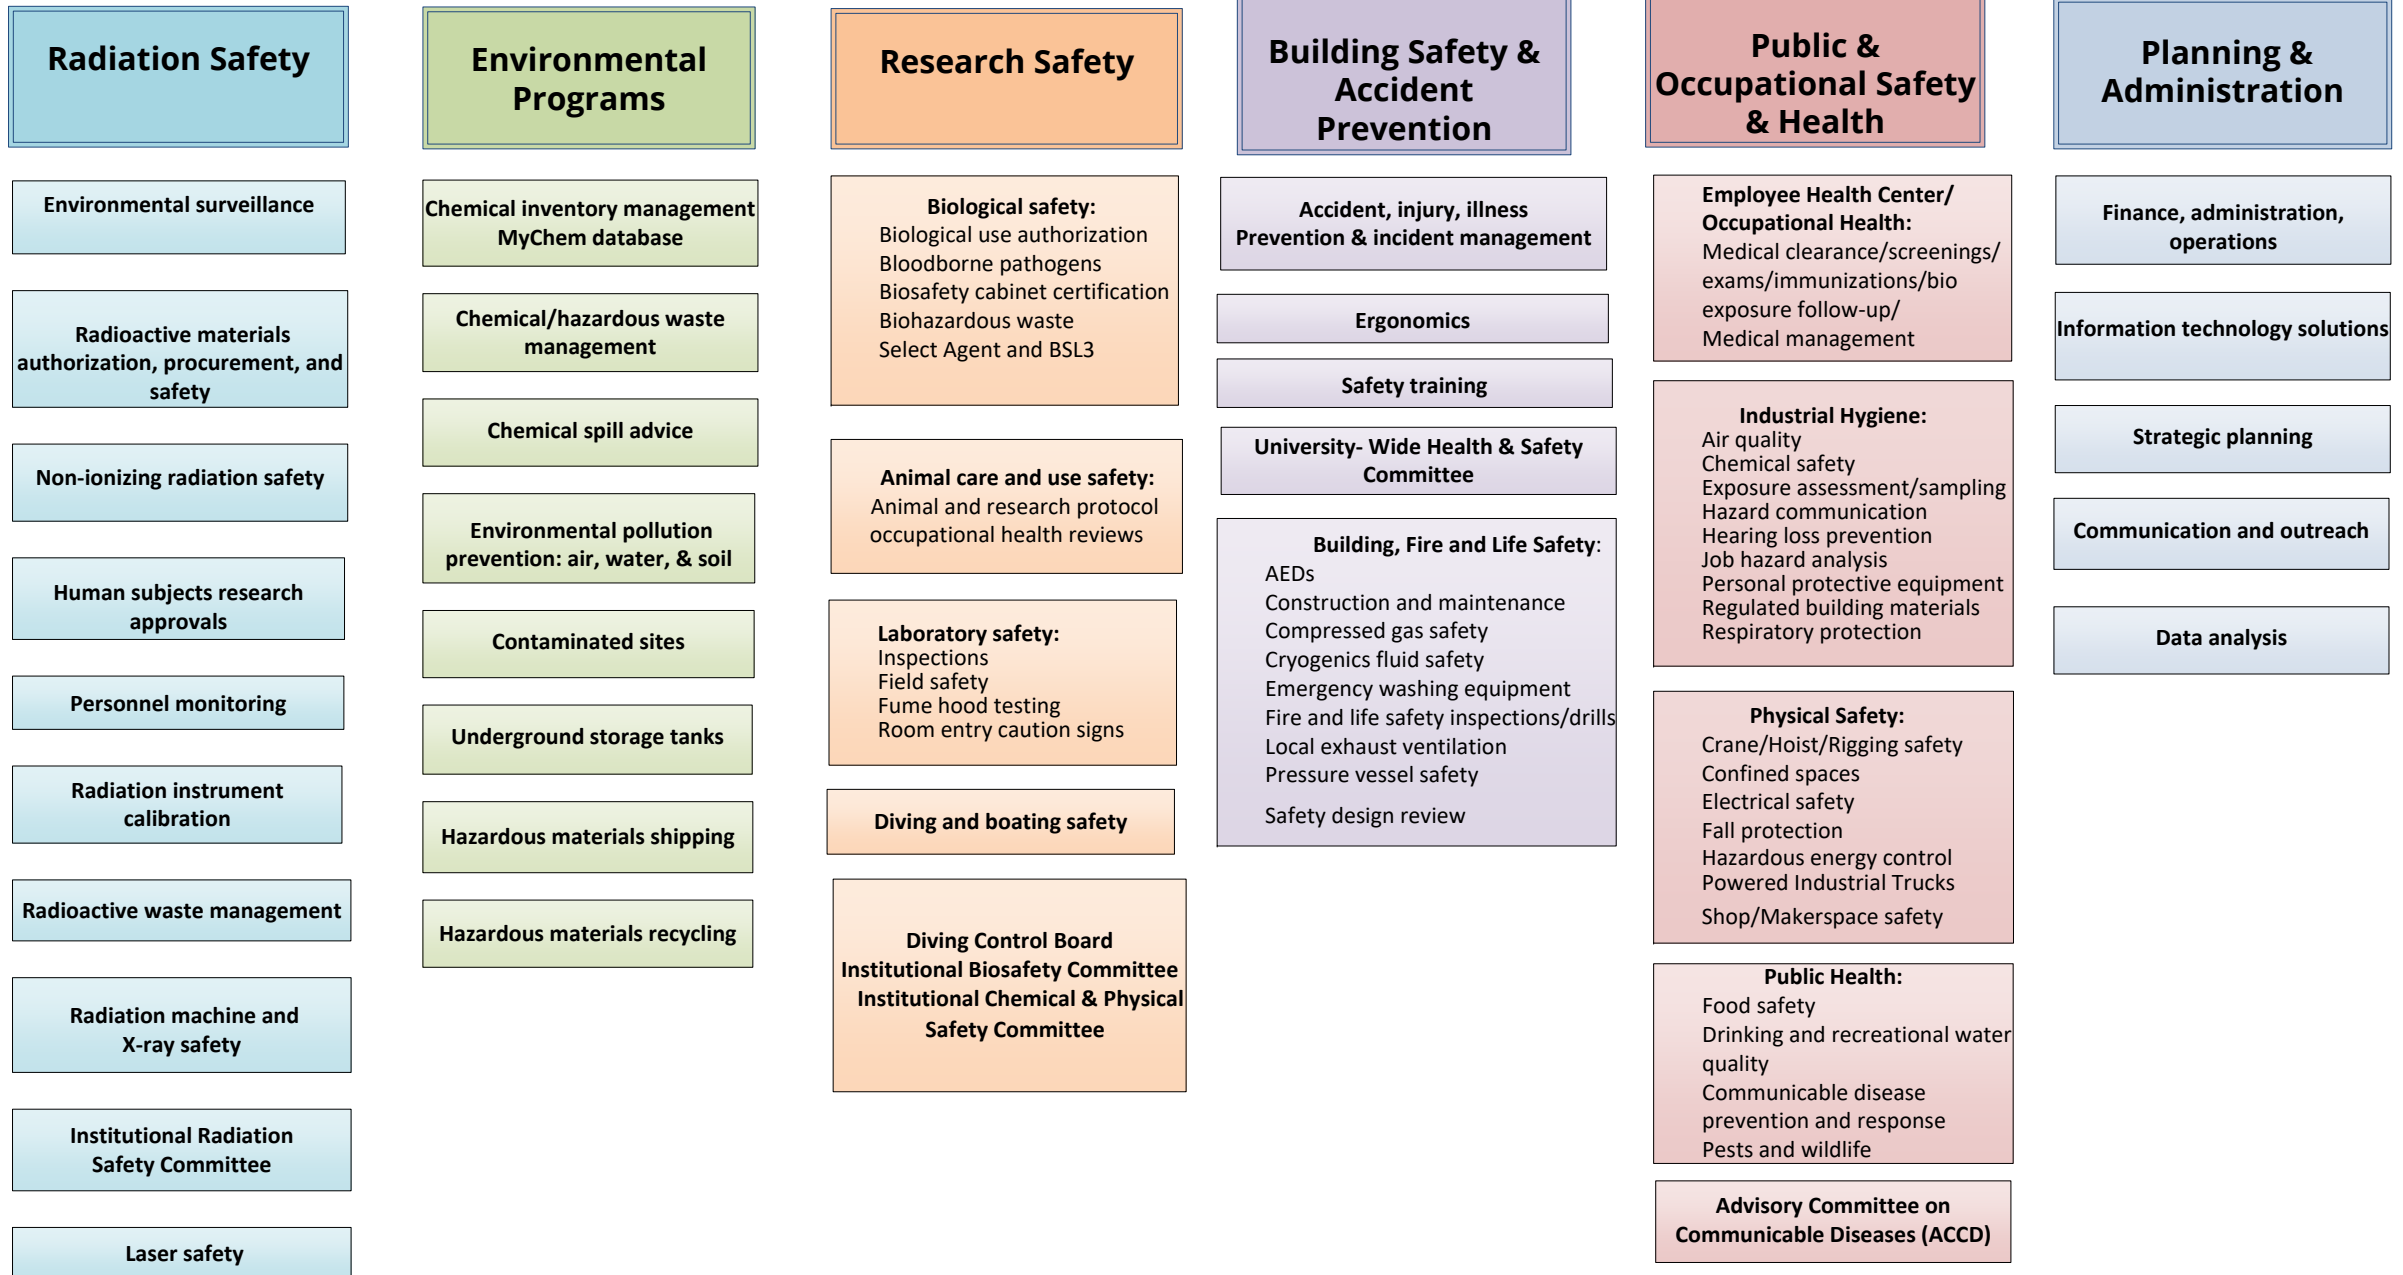 Radiation Safety
Environmental surveillance
Radioactive materials
authorization, procurement, and
safety
Non-ionizing radiation safety
Human subjects research
approvals
Personnel monitoring
Radiation instrument
calibration
Radioactive waste management
Radiation machine and
X-ray safety
Institutional Radiation
Safety Committee
Laser safety
Environmental
Programs
Chemical inventory management
MyChem database
Chemical/hazardous waste
management
Chemical spill advice
Environmental pollution
prevention: air, water, & soil
Contaminated sites
Underground storage tanks
Hazardous materials shipping
Hazardous materials recycling
Research Safety
Biological safety:
Biological use authorization
Bloodborne pathogens
Biosafety cabinet certification
Biohazardous waste
Select Agent and BSL3
Animal care and use safety:
Animal and research protocol
occupational health reviews
Laboratory safety:
Inspections
Field safety
Fume hood testing
Room entry caution signs
Diving and boating safety
Diving Control Board
Institutional Biosafety Committee
Institutional Chemical & Physical
Safety Committee
Building Safety &
Accident
Prevention
Accident, injury, illness
Prevention & incident management
Ergonomics
Safety training
University- Wide Health & Safety
Committee
Building, Fire and Life Safety:
AEDs
Construction and maintenance
Compressed gas safety
Cryogenics fluid safety
Emergency washing equipment
Fire and life safety inspections/drills
Local exhaust ventilation
Pressure vessel safety
Safety design review
Public &
Occupational Safety
& Health
Employee Health Center/
Occupational Health:
Medical clearance/screenings/
exams/immunizations/bio
exposure follow-up/
Medical management
Industrial Hygiene:
Air quality
Chemical safety
Exposure assessment/sampling
Hazard communication
Hearing loss prevention
Job hazard analysis
Personal protective equipment
Regulated building materials
Respiratory protection
Physical Safety:
Crane/Hoist/Rigging safety
Confined spaces
Electrical safety
Fall protection
Hazardous energy control
Powered Industrial Trucks
Shop/Makerspace safety
Public Health:
Food safety
Drinking and recreational water
quality
Communicable disease
prevention and response
Pests and wildlife
Advisory Committee on
Communicable Diseases (ACCD)
Planning &
Administration
Finance, administration,
operations
Information technology solutions
Strategic planning
Communication and outreach
Data analysis